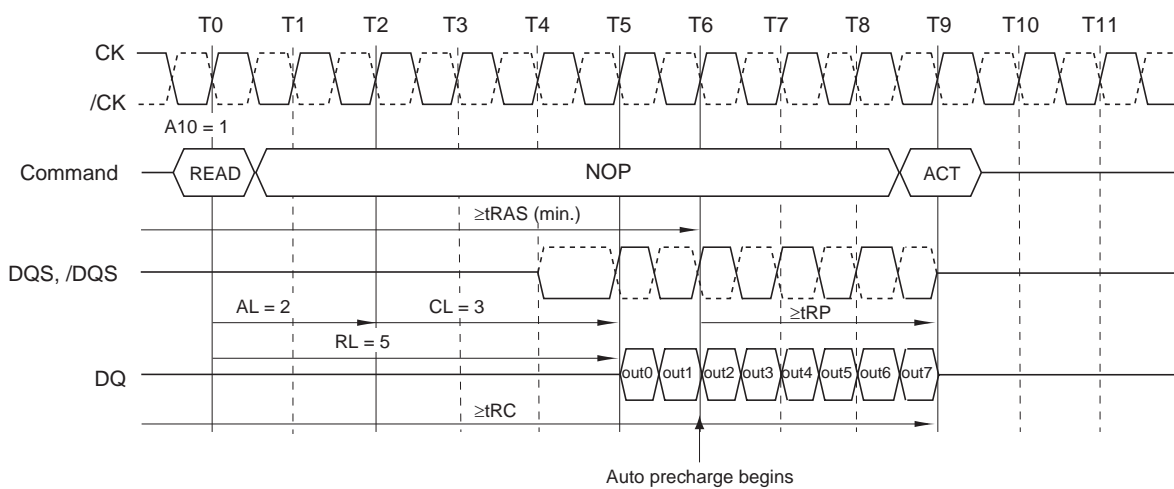 T0 T1 T2 T3 T4 T5 T6 T7 T8 T9 T10 T11
CK
/CK
A10 = 1
Command READ NOP ACT
≥tRAS (min.)
DQS, /DQS
AL = 2 CL = 3 ≥tRP
RL = 5
DQ out0 out1 out2 out3 out4 out5 out6 out7
≥tRC
Auto precharge begins